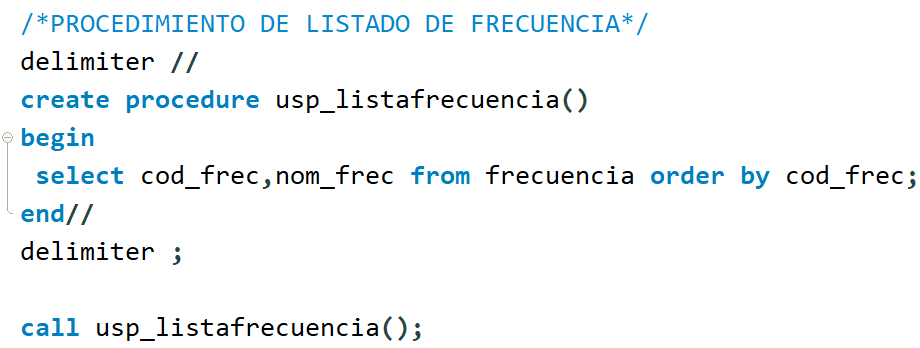 /*PROCEDIMIENTO DE LISTADO DE FRECUENCIA*/
delimiter //
create procedure usp_listafrecuencia()
begin
 select cod_frec,nom_frec from frecuencia order by cod_frec;
end//
delimiter ;

call usp_listafrecuencia();